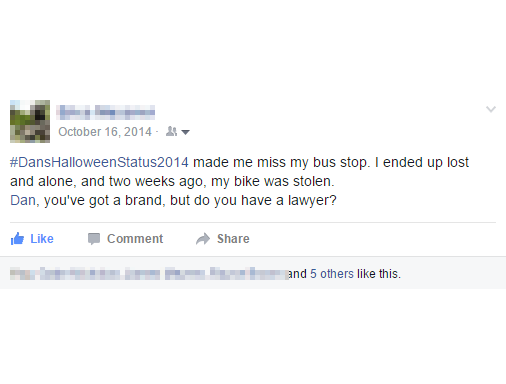 October 16, 2014 ·
#DansHalloweenStatus2014 made me miss my bus stop. I ended up lost
and alone, and two weeks ago, my bike was stolen.
Dan, you've got a brand, but do you have a lawyer?
Like Comment Share
and 5 others like this.